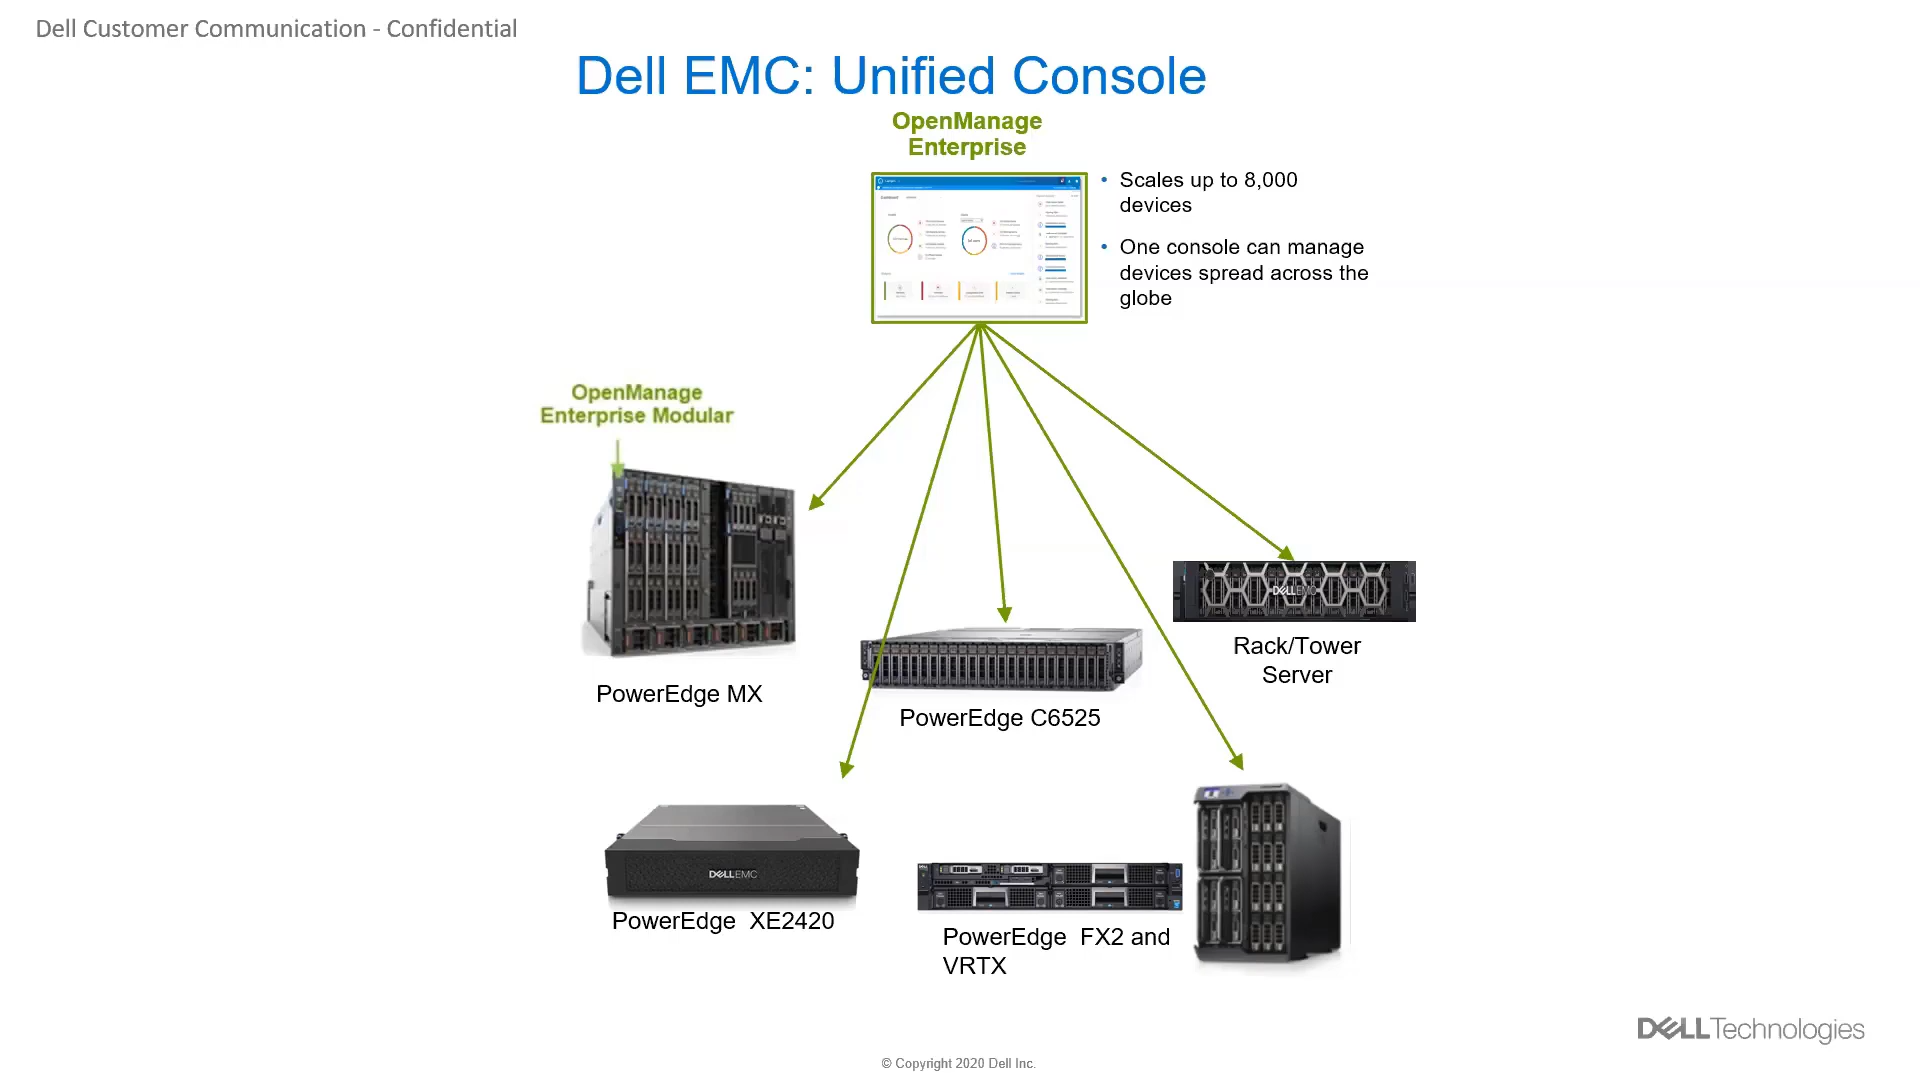 Dell Customer Communication - Confidential
Dell EMC: Unified Console
OpenManage
Enterprise
• Scales up to 8,000
devices
• One console can manage
devices spread across the
globe
OpenManage
Enterprise Modular
DELLEMC
Rack/Tower
Server
PowerEdge MX
PowerEdge C6525
DELLEMC
PowerEdge  XE2420
PowerEdge  FX2 and
VRTX
DELLTechnologies
© Copyright 2020 Dell Inc.